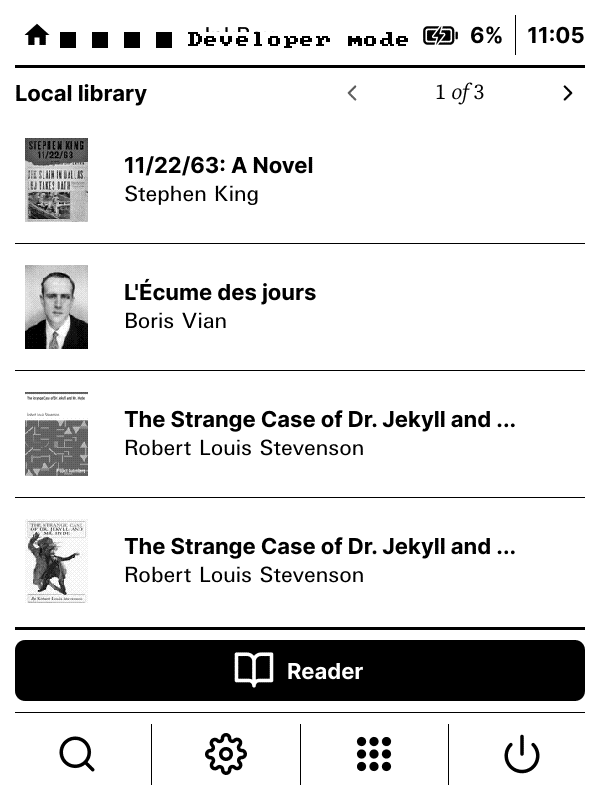 Developer mode 6% 11:05
Local library 1 of 3
STEPHEN KING
11/22/63
11/22/63: A Novel
Stephen King
L'Écume des jours
Boris Vian
The Strange Case of Dr. Jekyll and ...
Robert Louis Stevenson
THE STRANGE CASE
OF DR. JEKYLL AND
MR. HYDE
The Strange Case of Dr. Jekyll and ...
Robert Louis Stevenson
Reader